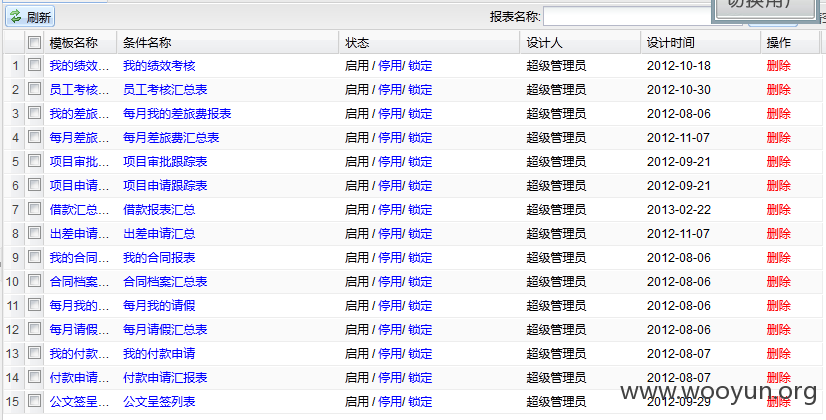 切换用户
刷新 报表名称:
模板名称 条件名称 状态 设计人 设计时间 操作
1 我的绩效... 我的绩效考核 启用 / 停用/ 锁定 超级管理员 2012-10-18 删除
2 员工考核... 员工考核汇总表 启用 / 停用/ 锁定 超级管理员 2012-10-30 删除
3 我的差旅... 每月我的差旅费报表 启用 / 停用/ 锁定 超级管理员 2012-08-06 删除
4 每月差旅... 每月差旅费汇总表 启用 / 停用/ 锁定 超级管理员 2012-11-07 删除
5 项目审批... 项目审批跟踪表 启用 / 停用/ 锁定 超级管理员 2012-09-21 删除
6 项目申请... 项目申请跟踪表 启用 / 停用/ 锁定 超级管理员 2012-09-21 删除
7 借款汇总... 借款报表汇总 启用 / 停用/ 锁定 超级管理员 2013-02-22 删除
8 出差申请... 出差申请汇总 启用 / 停用/ 锁定 超级管理员 2012-11-07 删除
9 我的合同... 我的合同报表 启用 / 停用/ 锁定 超级管理员 2012-08-06 删除
10 合同档案... 合同档案汇总表 启用 / 停用/ 锁定 超级管理员 2012-08-06 删除
11 每月我的... 每月我的请假 启用 / 停用/ 锁定 超级管理员 2012-08-06 删除
12 每月请假... 每月请假汇总表 启用 / 停用/ 锁定 超级管理员 2012-08-06 删除
13 我的付款... 我的付款申请 启用 / 停用/ 锁定 超级管理员 2012-08-07 删除
14 付款申请... 付款申请汇报表 启用 / 停用/ 锁定 超级管理员 2012-08-07 删除
15 公文签呈... 公文呈签列表 启用 / 停用/ 锁定 超级管理员 2012-09-29 删除
www.wooyun.org